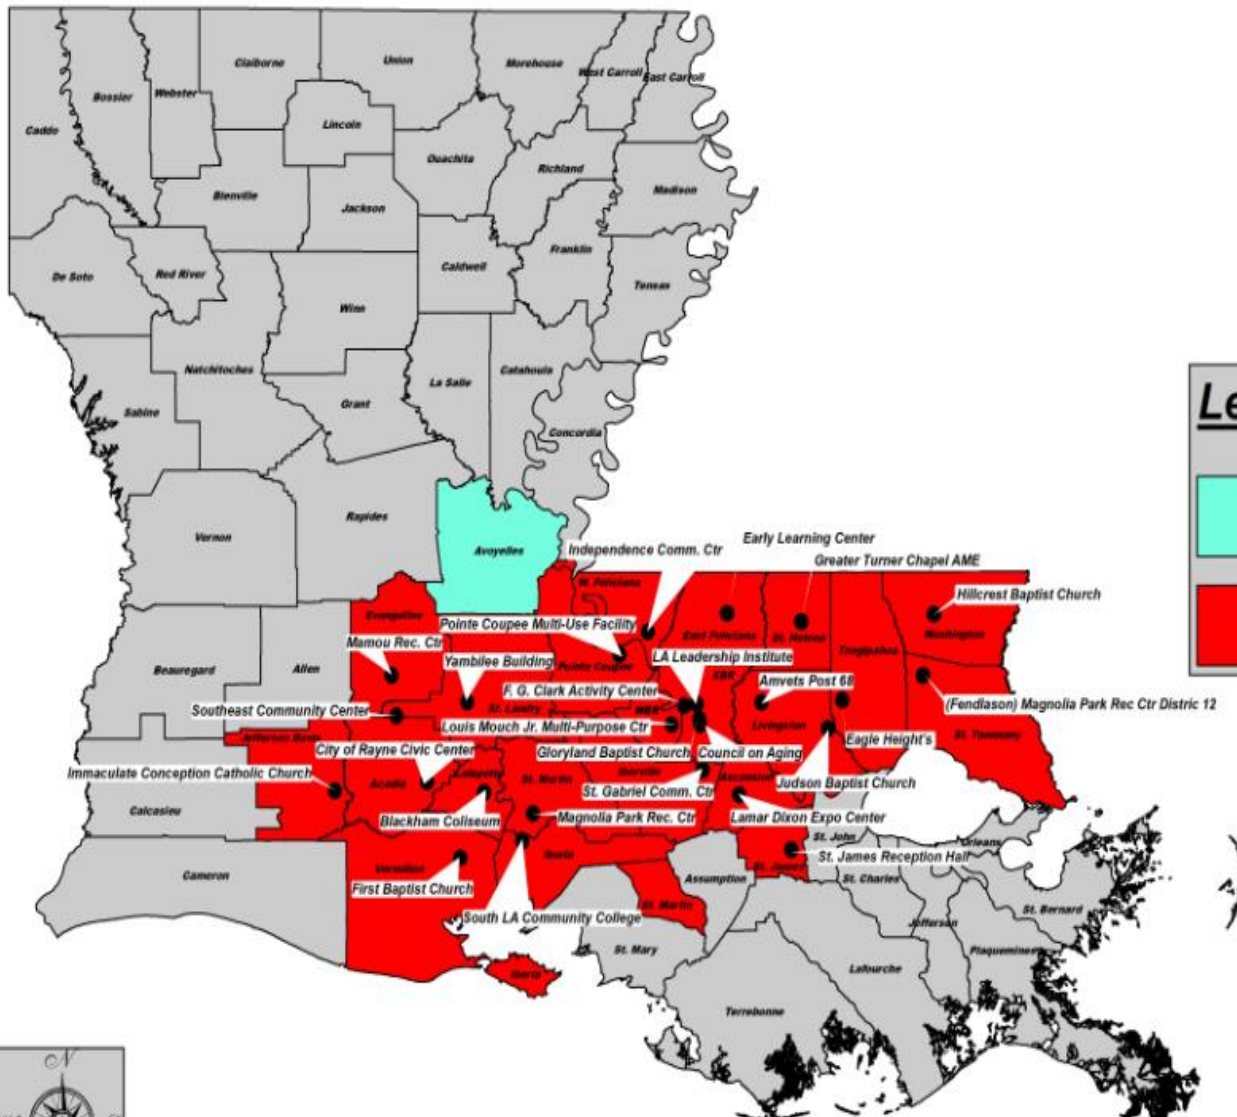 Claiborne
Union
Morehouse
West Carroll
East Carroll
Bossier
Webster
Caddo
Lincoln
Ouachita
Richland
Madison
Bienville
Jackson
Franklin
Caldwell
De Soto
Red River
Tensas
Winn
Natchitoches
La Salle
Catahoula
Sabine
Grant
Concordia
Le
Rapides
Vernon
Avoyelles
Independence Comm. Ctr
Early Learning Center
Greater Turner Chapel AME
W. Feliciana
Hillcrest Baptist Church
Evangeline
Pointe Coupee Multi-Use Facility
East Feliciana
St. Helena
Washington
Mamou Rec. Ctr
Tangipahoa
Yambilee Building
Pointe Coupee
LA Leadership Institute
Beauregard
Allen
EBR
Amvets Post 68
F. G. Clark Activity Center
(Fendlason) Magnolia Park Rec Ctr Distric 12
Southeast Community Center
St. Landry
WBR
Louis Mouch Jr. Multi-Purpose Ctr
Livingston
St. Tammany
Jefferson Davis
City of Rayne Civic Center
Gloryland Baptist Church
Council on Aging
Eagle Height's
Immaculate Conception Catholic Church
Acadia
Lafayette
St. Martin
Iberville
Ascension
Judson Baptist Church
St. Gabriel Comm. Ctr
Calcasieu
Blackham Coliseum
Magnolia Park Rec. Ctr
Lamar Dixon Expo Center
St. John
Orleans
Iberia
St. James Reception Hall
Cameron
Vermilion
First Baptist Church
Assumption
St. James
St. Charles
St. Martin
South LA Community College
Jefferson
St. Bernard
St. Mary
Plaquemines
Lafourche
Iberia
Terrebonne
N